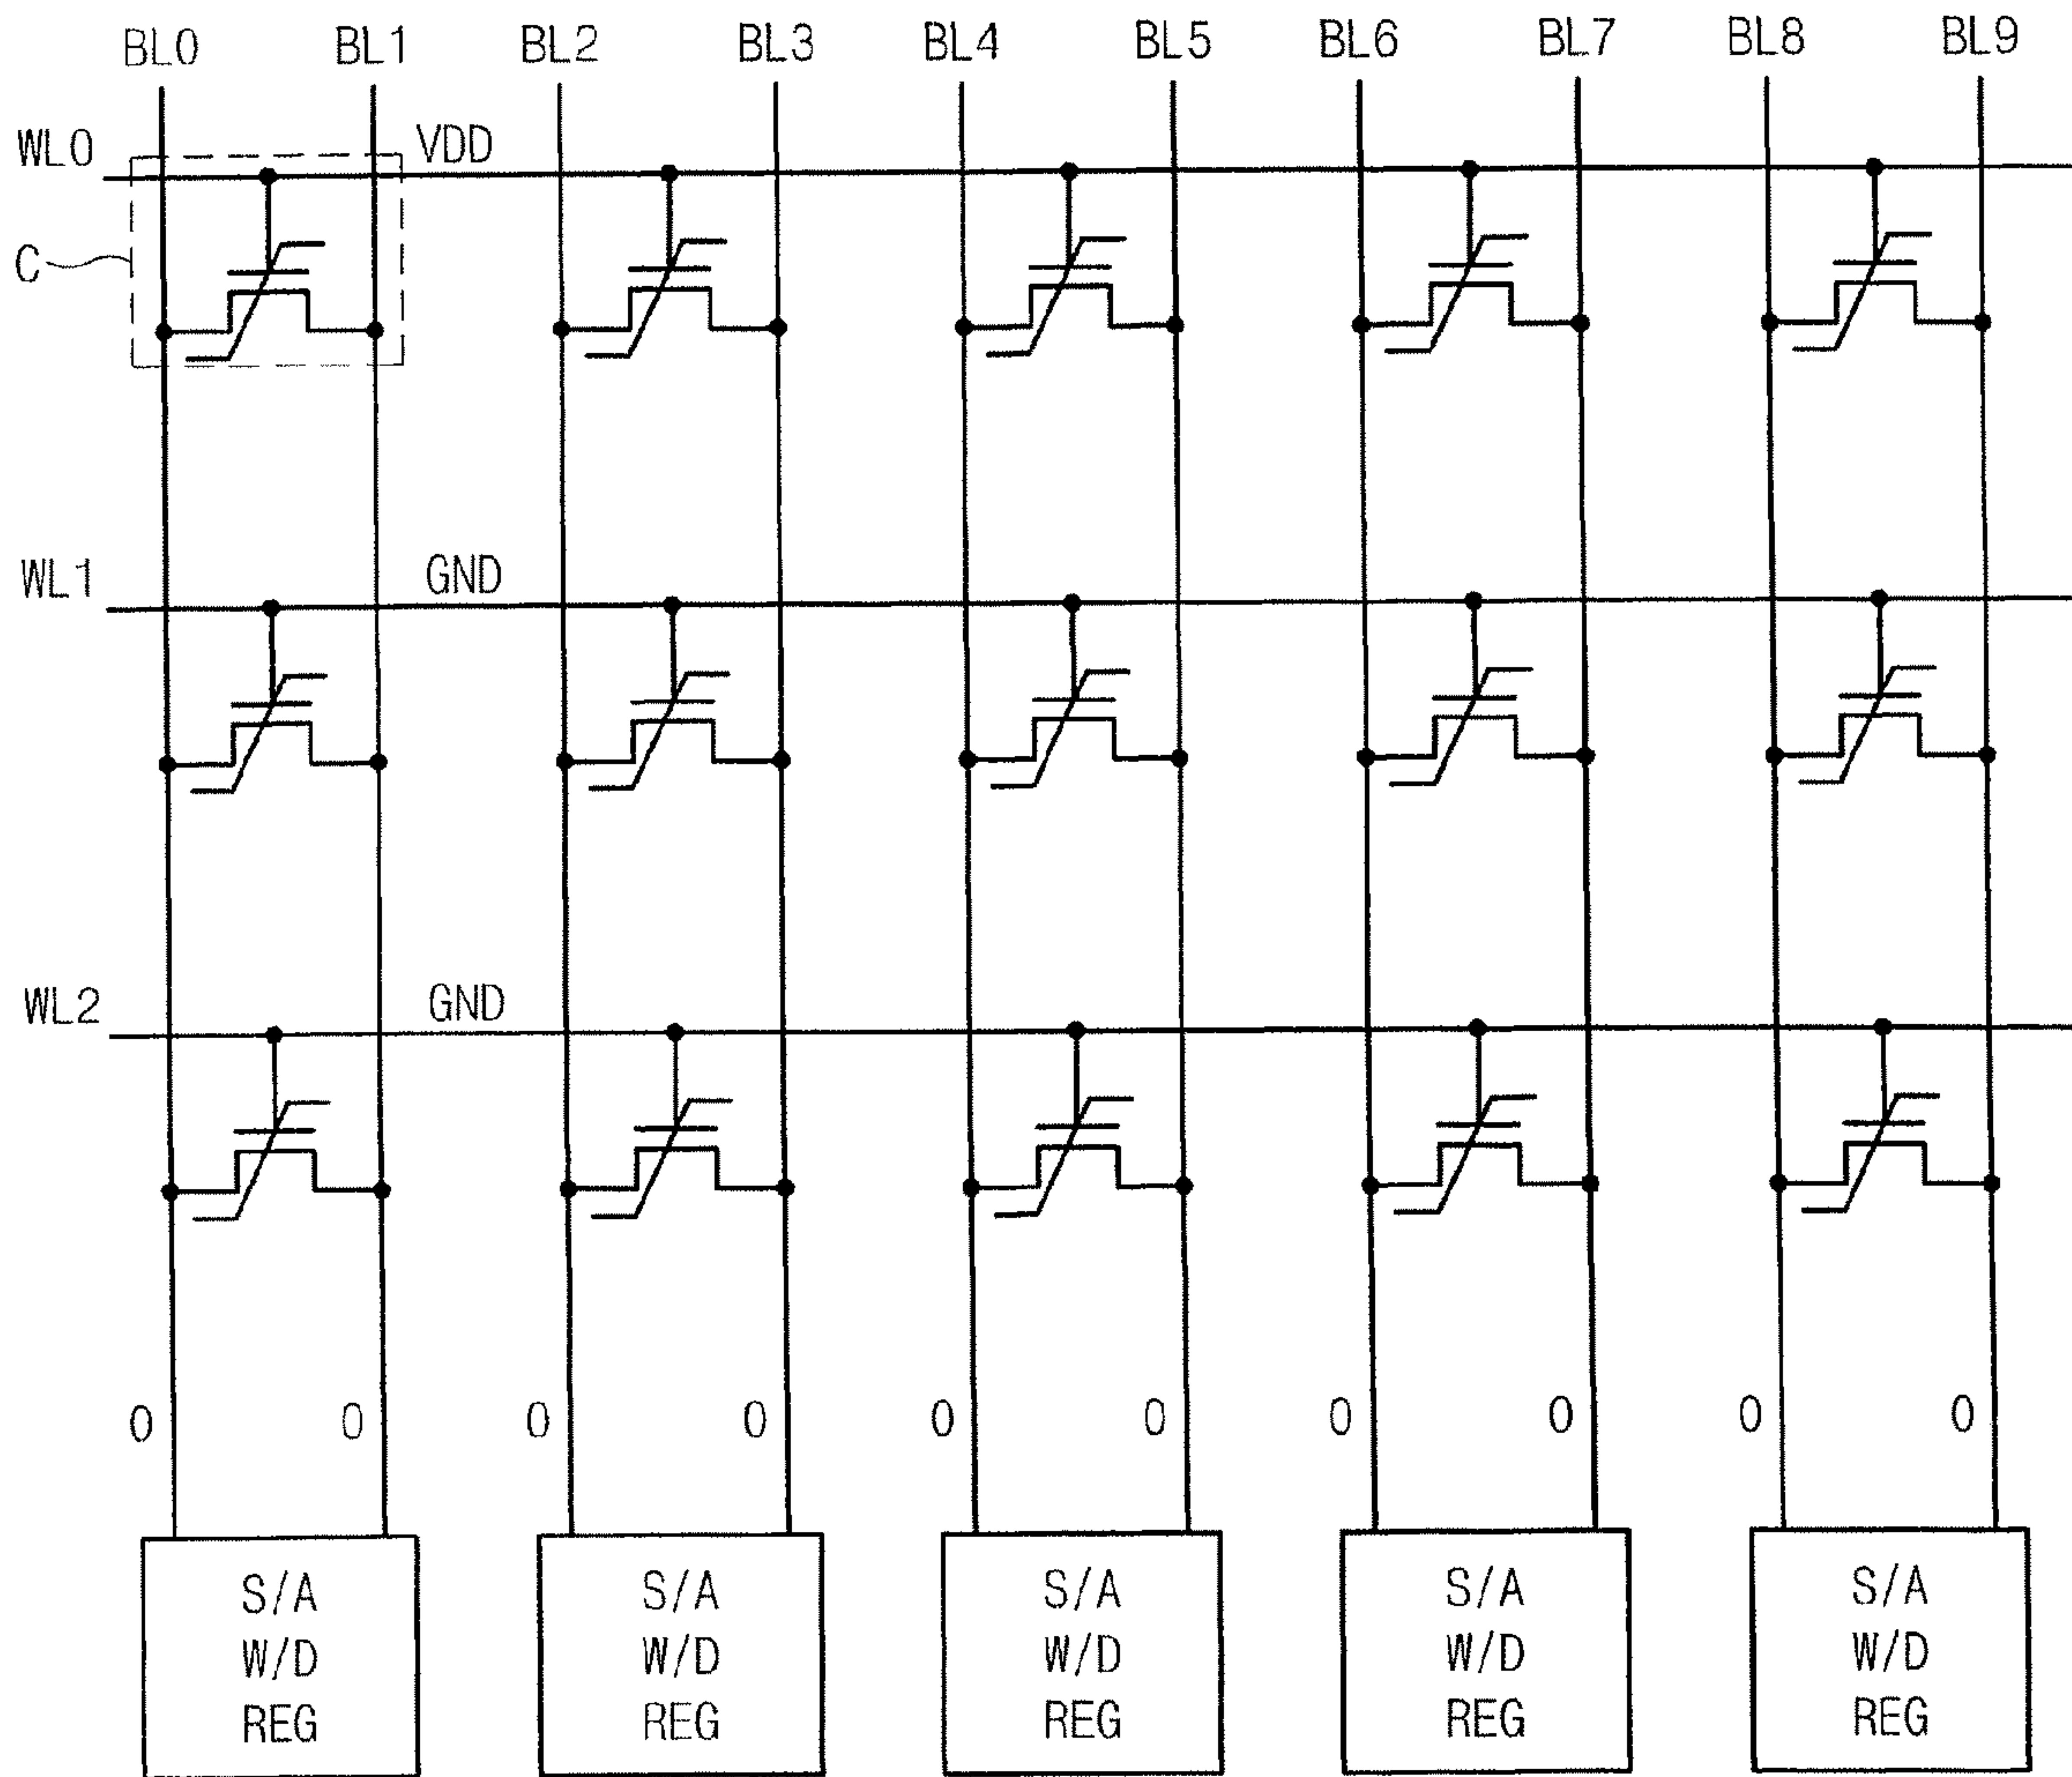 BL0 BL1 BL2 BL3 BL4 BL5 BL6 BL7 BL8 BL9
WL0 VDD
C
WL1 GND
WL2 GND
0 0 0 0 0 0 0 0 0 0
S/A S/A S/A S/A S/A
W/D W/D W/D W/D W/D
REG REG REG REG REG